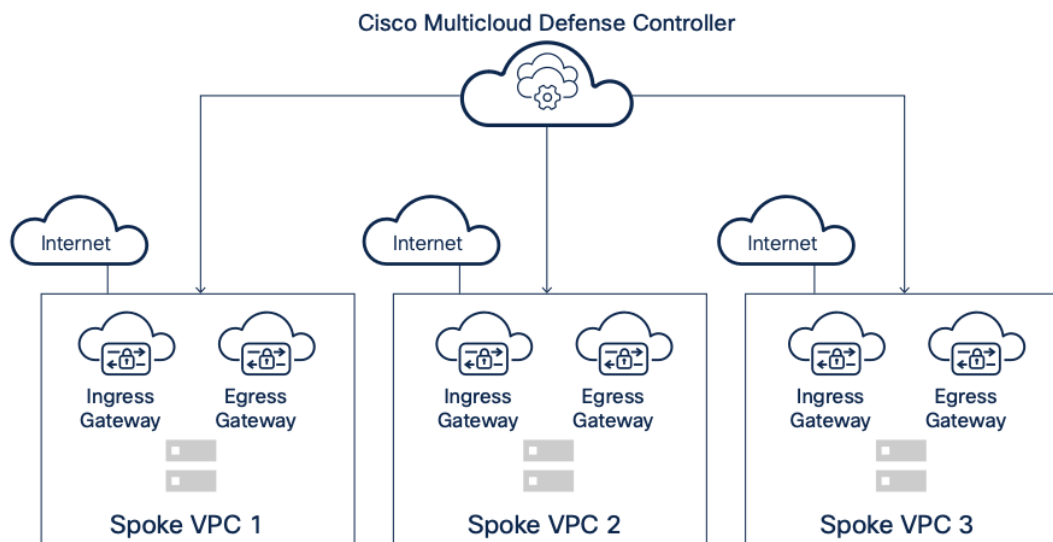 Cisco Multicloud Defense Controller
Internet
Internet
Internet
Ingress
Gateway
Egress
Gateway
Ingress
Gateway
Egress
Gateway
Ingress
Gateway
Egress
Gateway
Spoke VPC 1
Spoke VPC 2
Spoke VPC 3